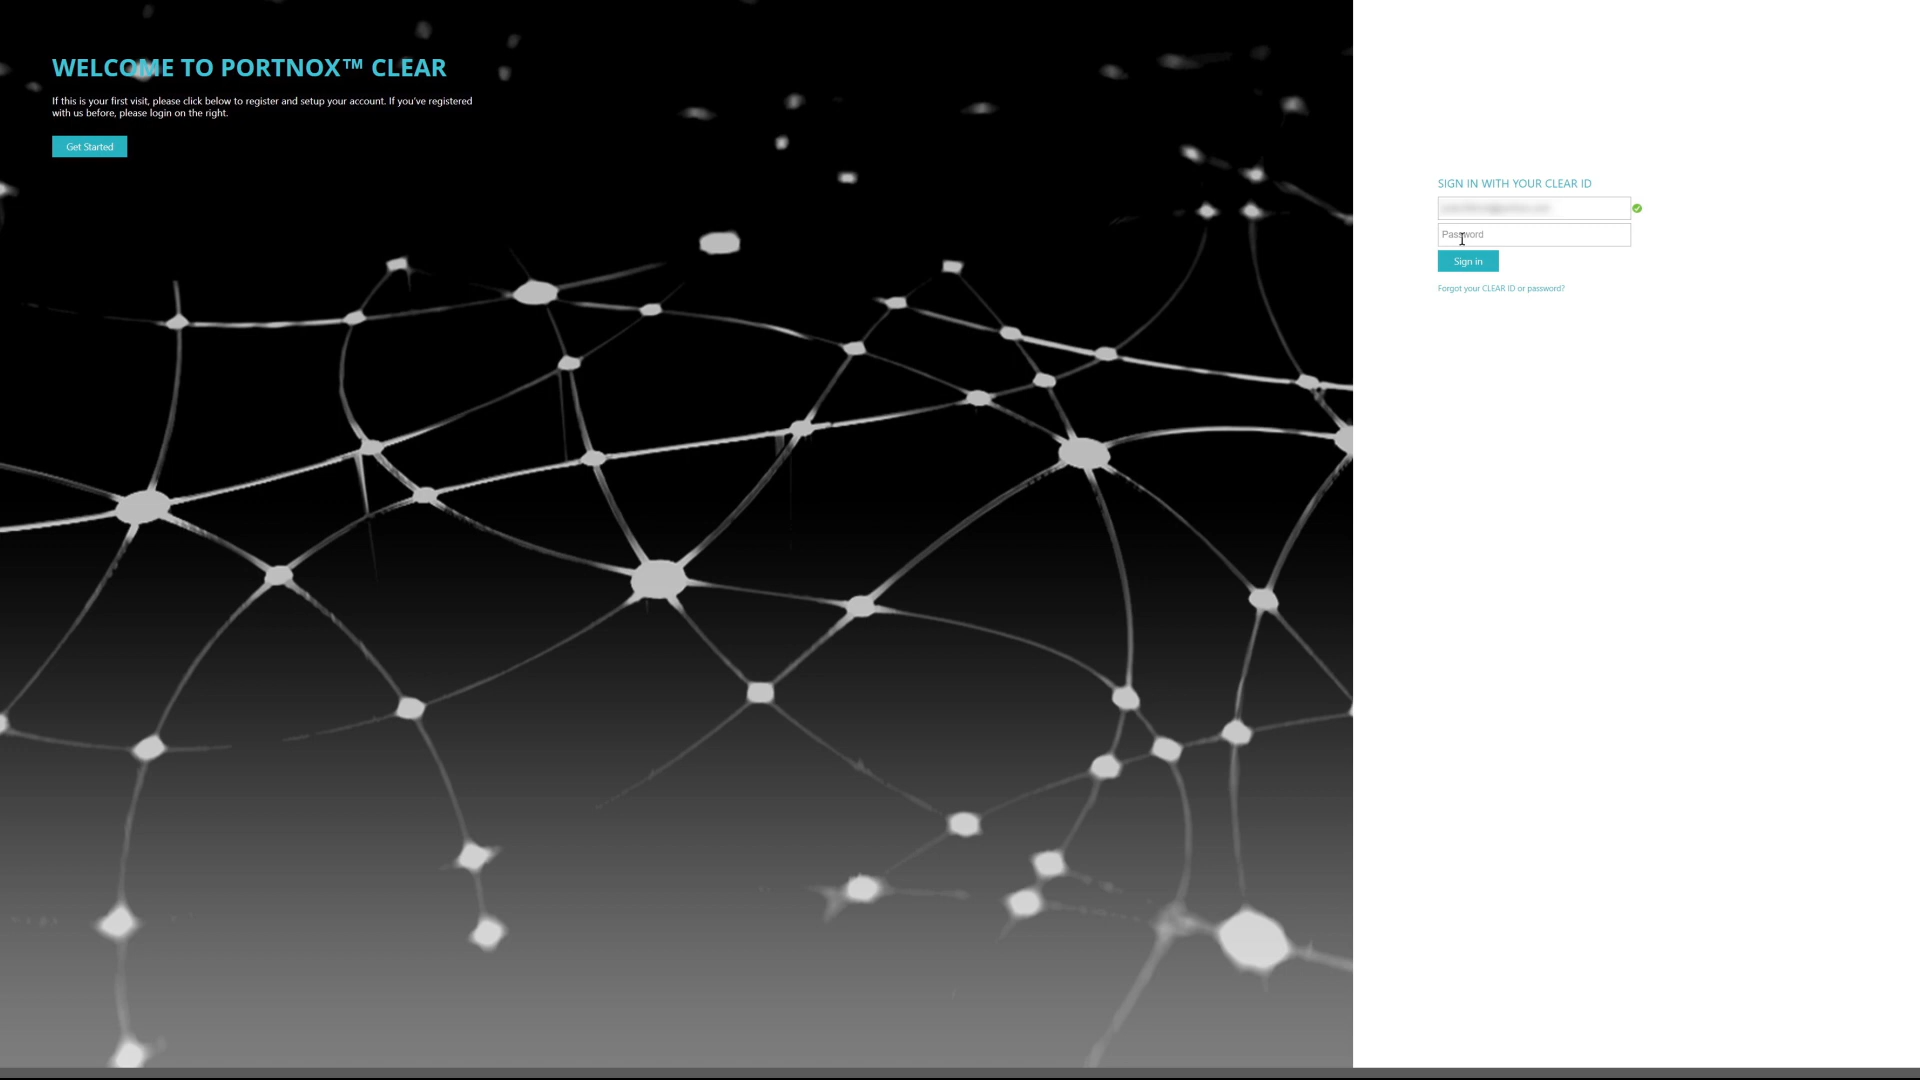 WELCOME TO PORTNOX™ CLEAR
If this is your first visit, please click below to register and setup your account. If you've registered
with us before, please login on the right.
Get Started
SIGN IN WITH YOUR CLEAR ID
Password
Sign in
Forgot your CLEAR ID or password?